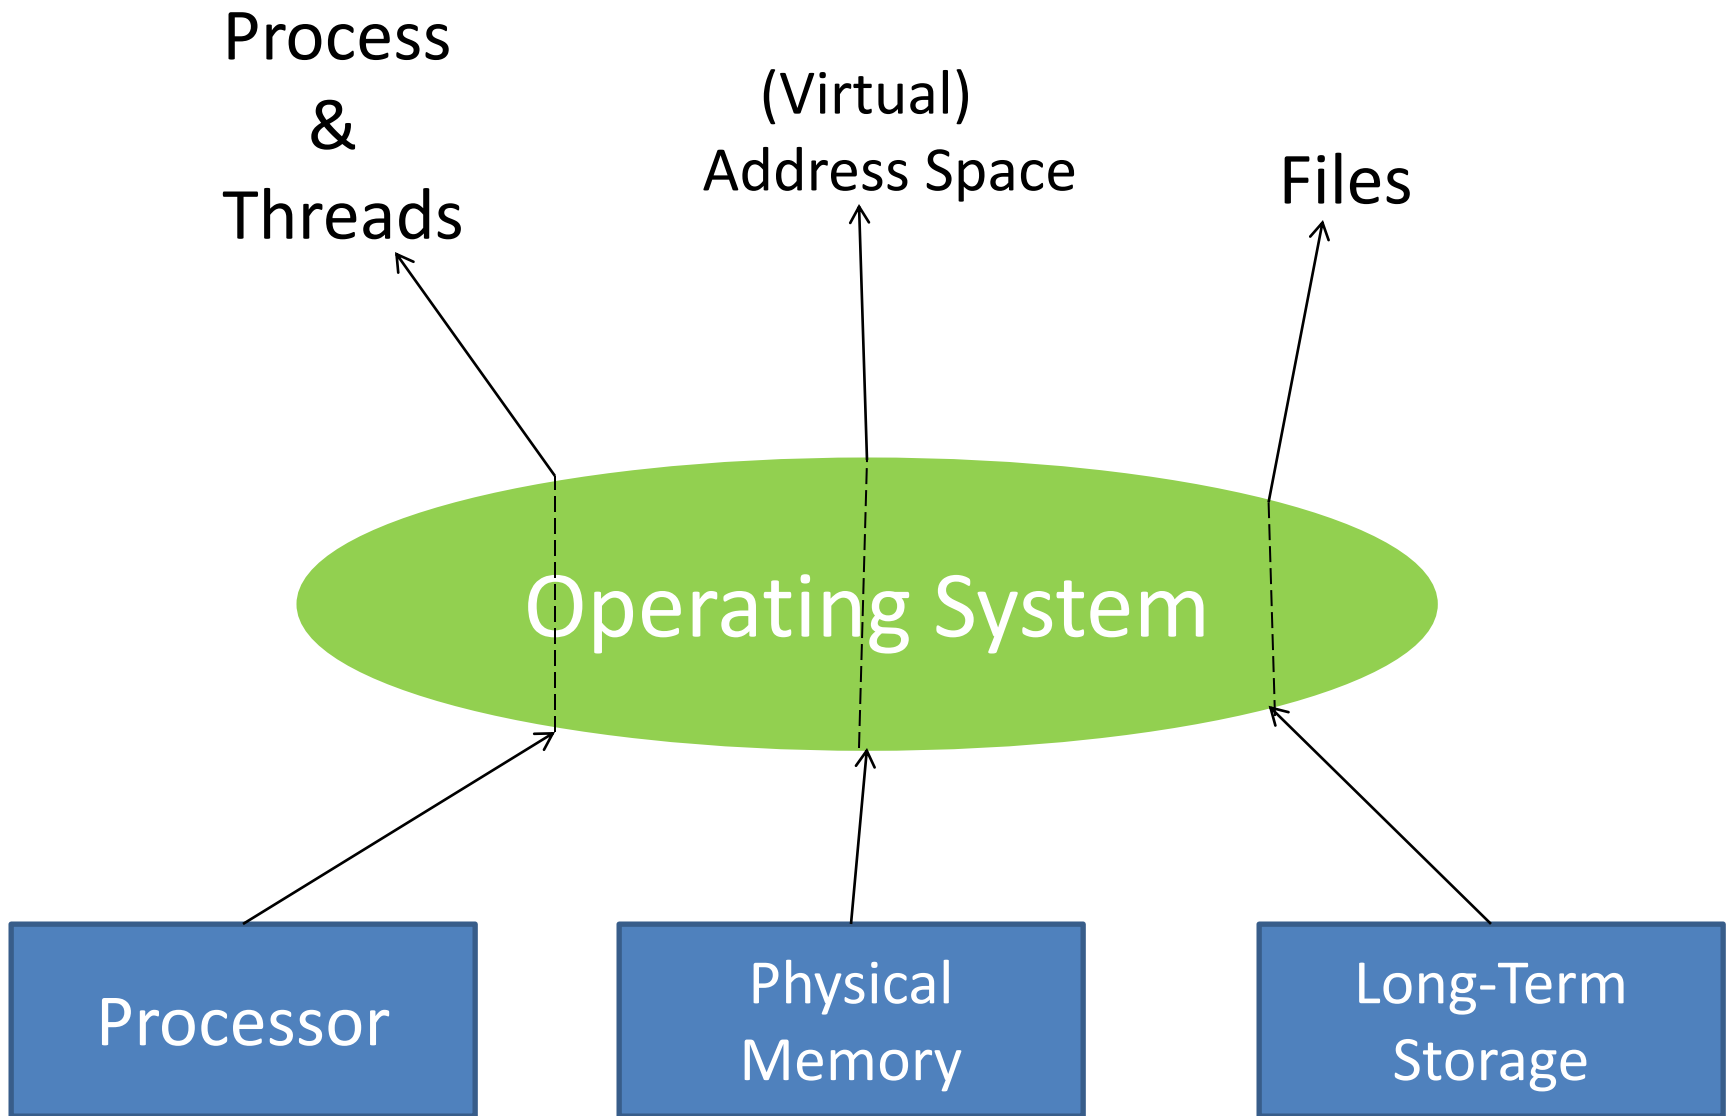 Process
&
Threads
(Virtual)
Address Space
Files
Operating System
Processor
Physical
Memory
Long-Term
Storage